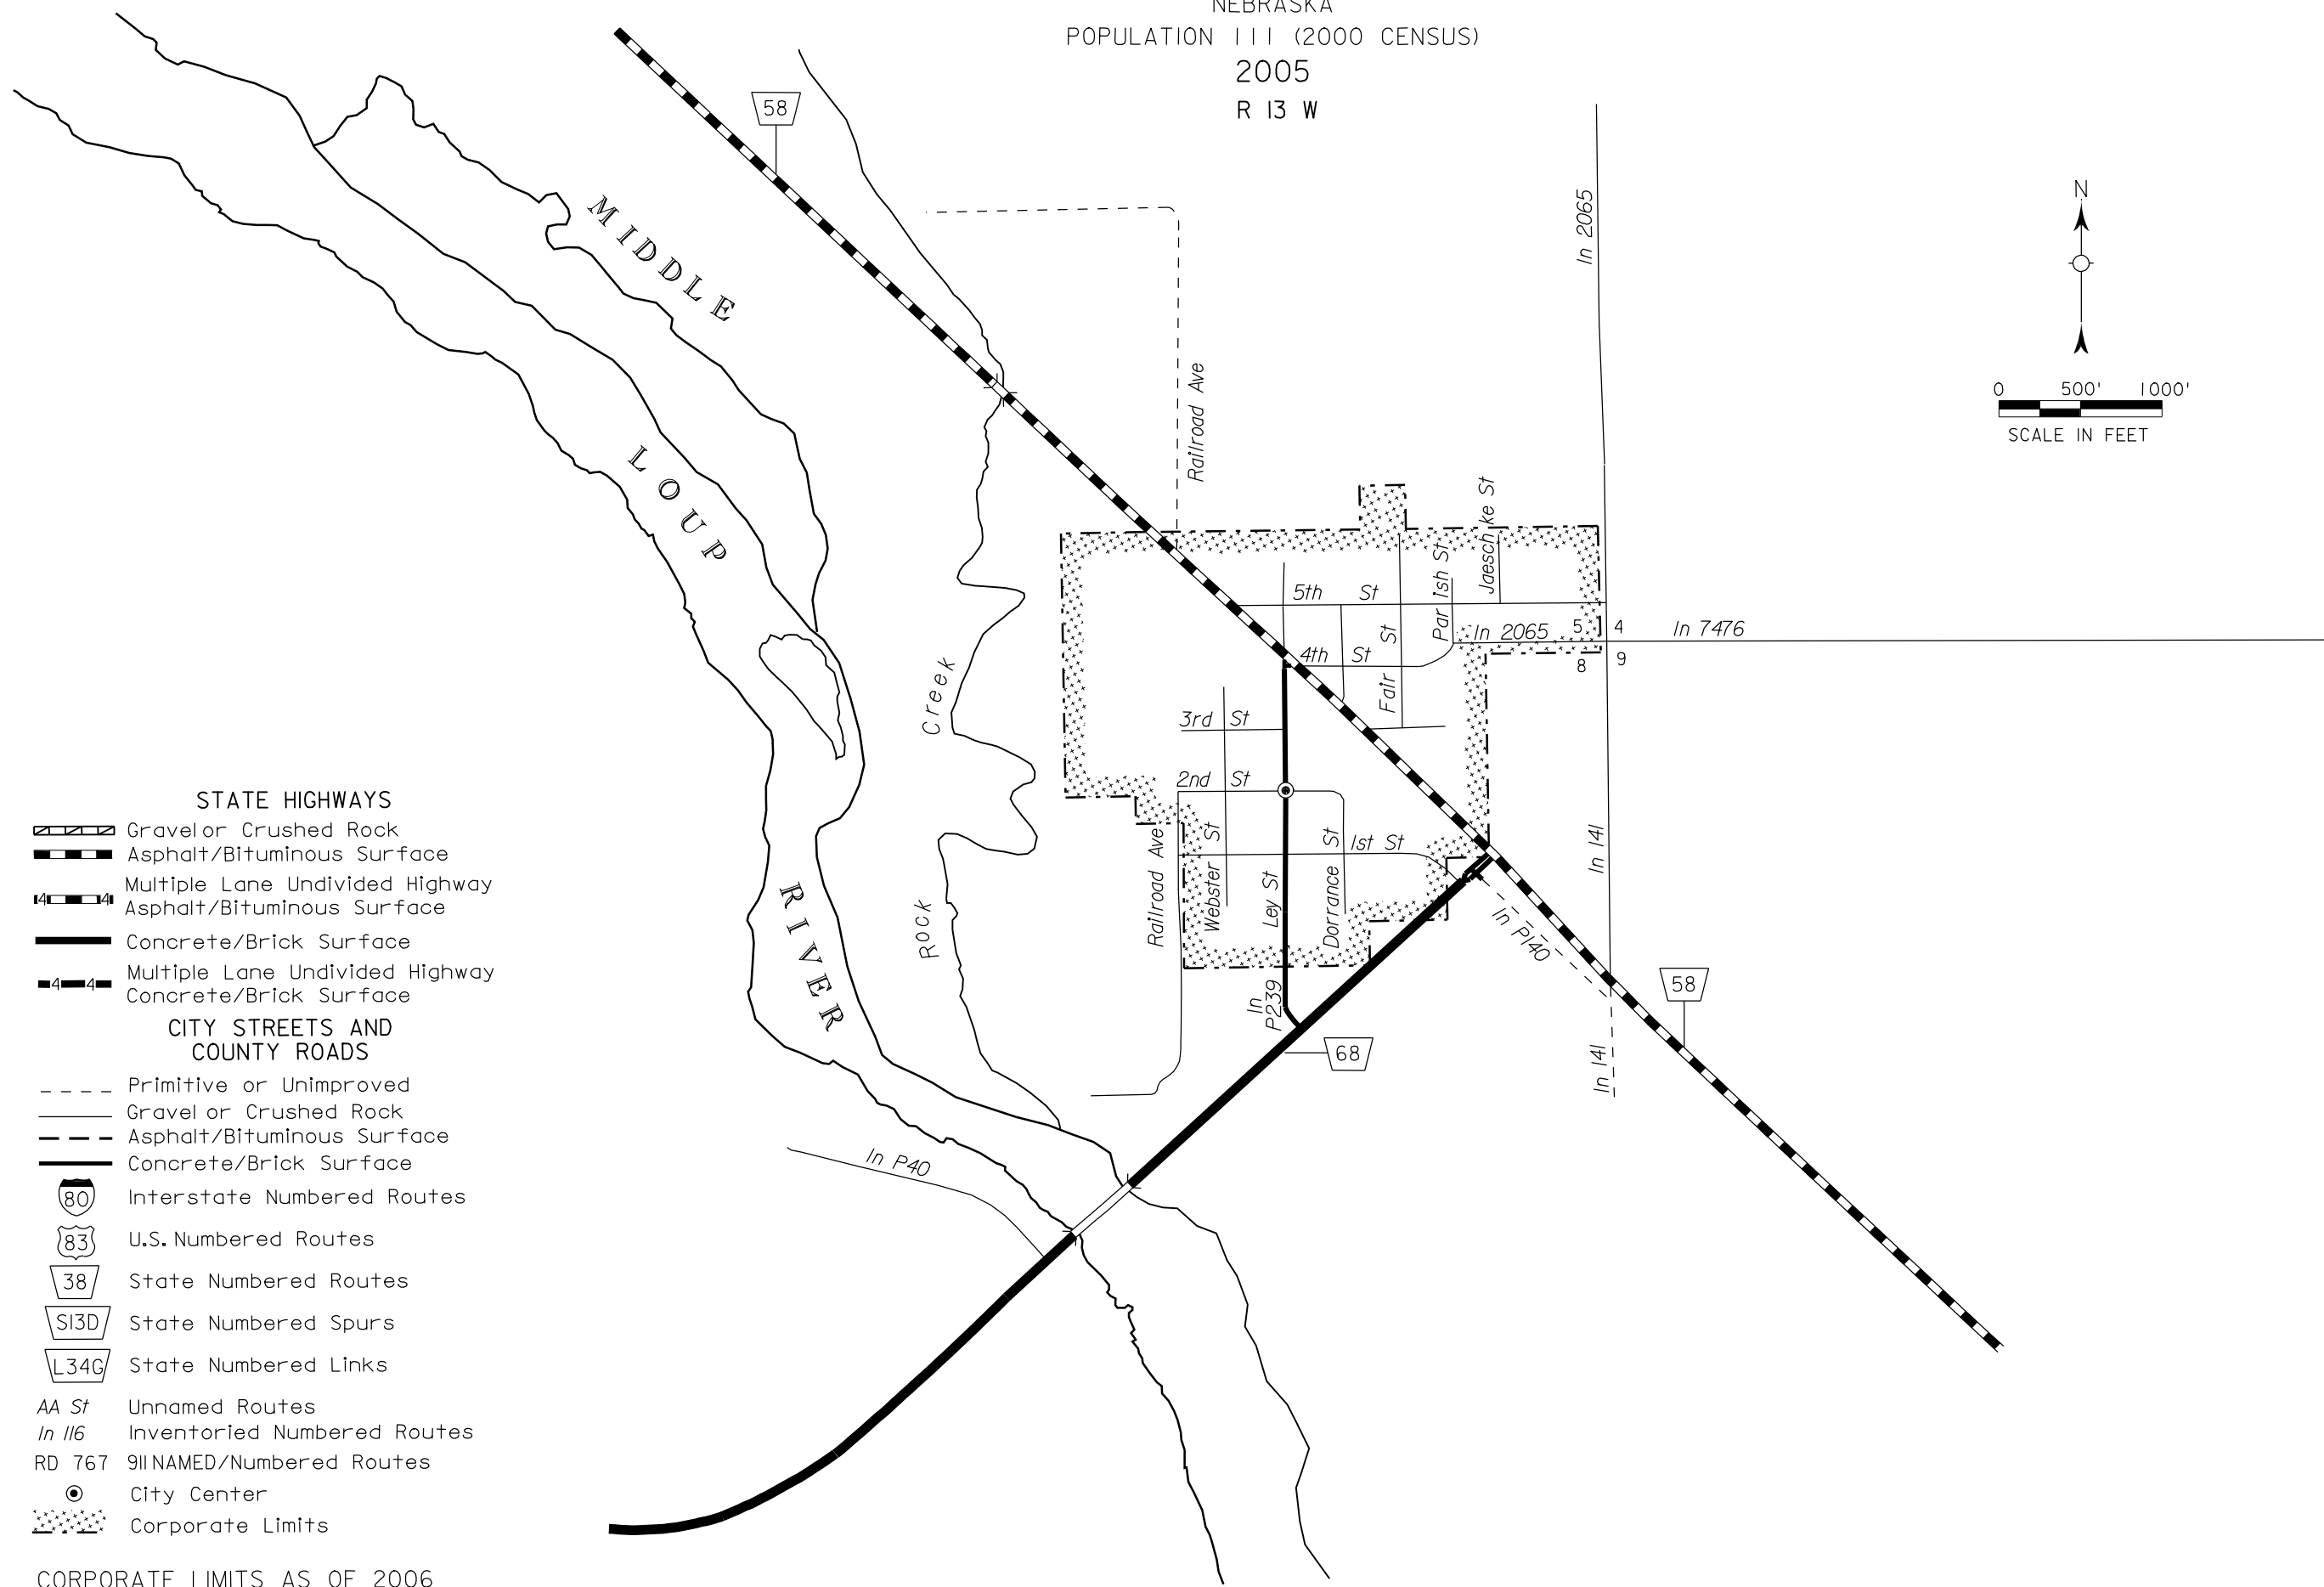 NEBRASKA
POPULATION 111 (2000 CENSUS)
2005
R 13 W
58
MIDDLE
LOUP
RIVER
In 2065
N
0 500' 1000'
SCALE IN FEET
Railroad Ave
Jaeschke St
Parish St
5th St
Fair St
In 2065
5 4
8 9
In 7476
4th St
3rd St
2nd St
1st St
Rock Creek
Railroad Ave
Webster St
Ley St
Dorrance St
In 141
In P140
58
In
P239
68
In 141
In P40
STATE HIGHWAYS
Gravel or Crushed Rock
Asphalt/Bituminous Surface
4 4 Multiple Lane Undivided Highway
Asphalt/Bituminous Surface
Concrete/Brick Surface
4 4 Multiple Lane Undivided Highway
Concrete/Brick Surface
CITY STREETS AND
COUNTY ROADS
Primitive or Unimproved
Gravel or Crushed Rock
Asphalt/Bituminous Surface
Concrete/Brick Surface
80 Interstate Numbered Routes
83 U.S. Numbered Routes
38 State Numbered Routes
S13D State Numbered Spurs
L34G State Numbered Links
AA St Unnamed Routes
In 116 Inventoried Numbered Routes
RD 767 911 NAMED/Numbered Routes
City Center
Corporate Limits
CORPORATE LIMITS AS OF 2006